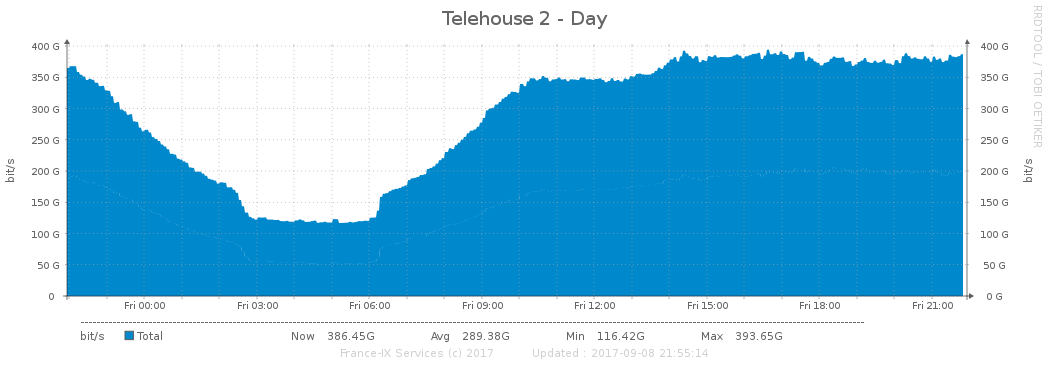 Telehouse 2 - Day
RRDTOOL / TOBI OETIKER
400 G 400 G
350 G 350 G
300 G 300 G
250 G 250 G
200 G 200 G
150 G 150 G
100 G 100 G
50 G 50 G
0 0 G
bit/s bit/s
Fri 00:00 Fri 03:00 Fri 06:00 Fri 09:00 Fri 12:00 Fri 15:00 Fri 18:00 Fri 21:00
bit/s Total Now 386.45G Avg 289.38G Min 116.42G Max 393.65G
France-IX Services (c) 2017 Updated : 2017-09-08 21:55:14